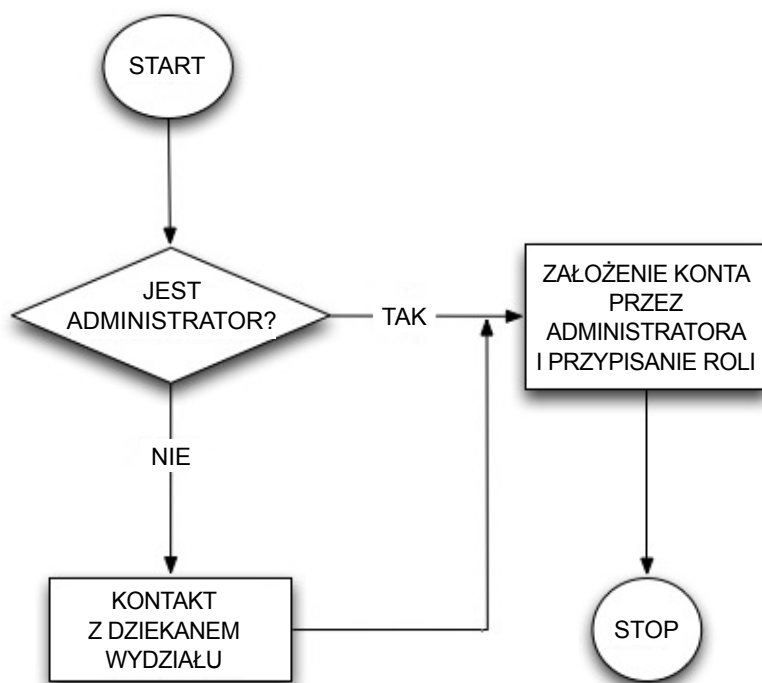 START
JEST
ADMINISTRATOR?
TAK
ZAŁOŻENIE KONTA
PRZEZ
ADMINISTRATORA
I PRZYPISANIE ROLI
NIE
KONTAKT
Z DZIEKANEM
WYDZIAŁU
STOP